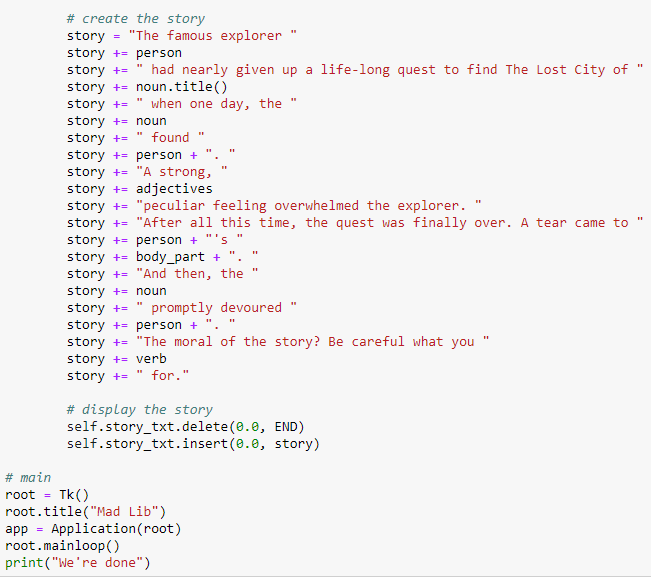 # create the story
story = "The famous explorer "
story += person
story += " had nearly given up a life-long quest to find The Lost City of "
story += noun.title()
story += " when one day, the "
story += noun
story += " found "
story += person + ". "
story += "A strong, "
story += adjectives
story += "peculiar feeling overwhelmed the explorer. "
story += "After all this time, the quest was finally over. A tear came to "
story += person + "'s "
story += body_part + ". "
story += "And then, the "
story += noun
story += " promptly devoured "
story += person + ". "
story += "The moral of the story? Be careful what you "
story += verb
story += " for."
# display the story
self.story_txt.delete(0.0, END)
self.story_txt.insert(0.0, story)
# main
root = Tk()
root.title("Mad Lib")
app = Application(root)
root.mainloop()
print("We're done")